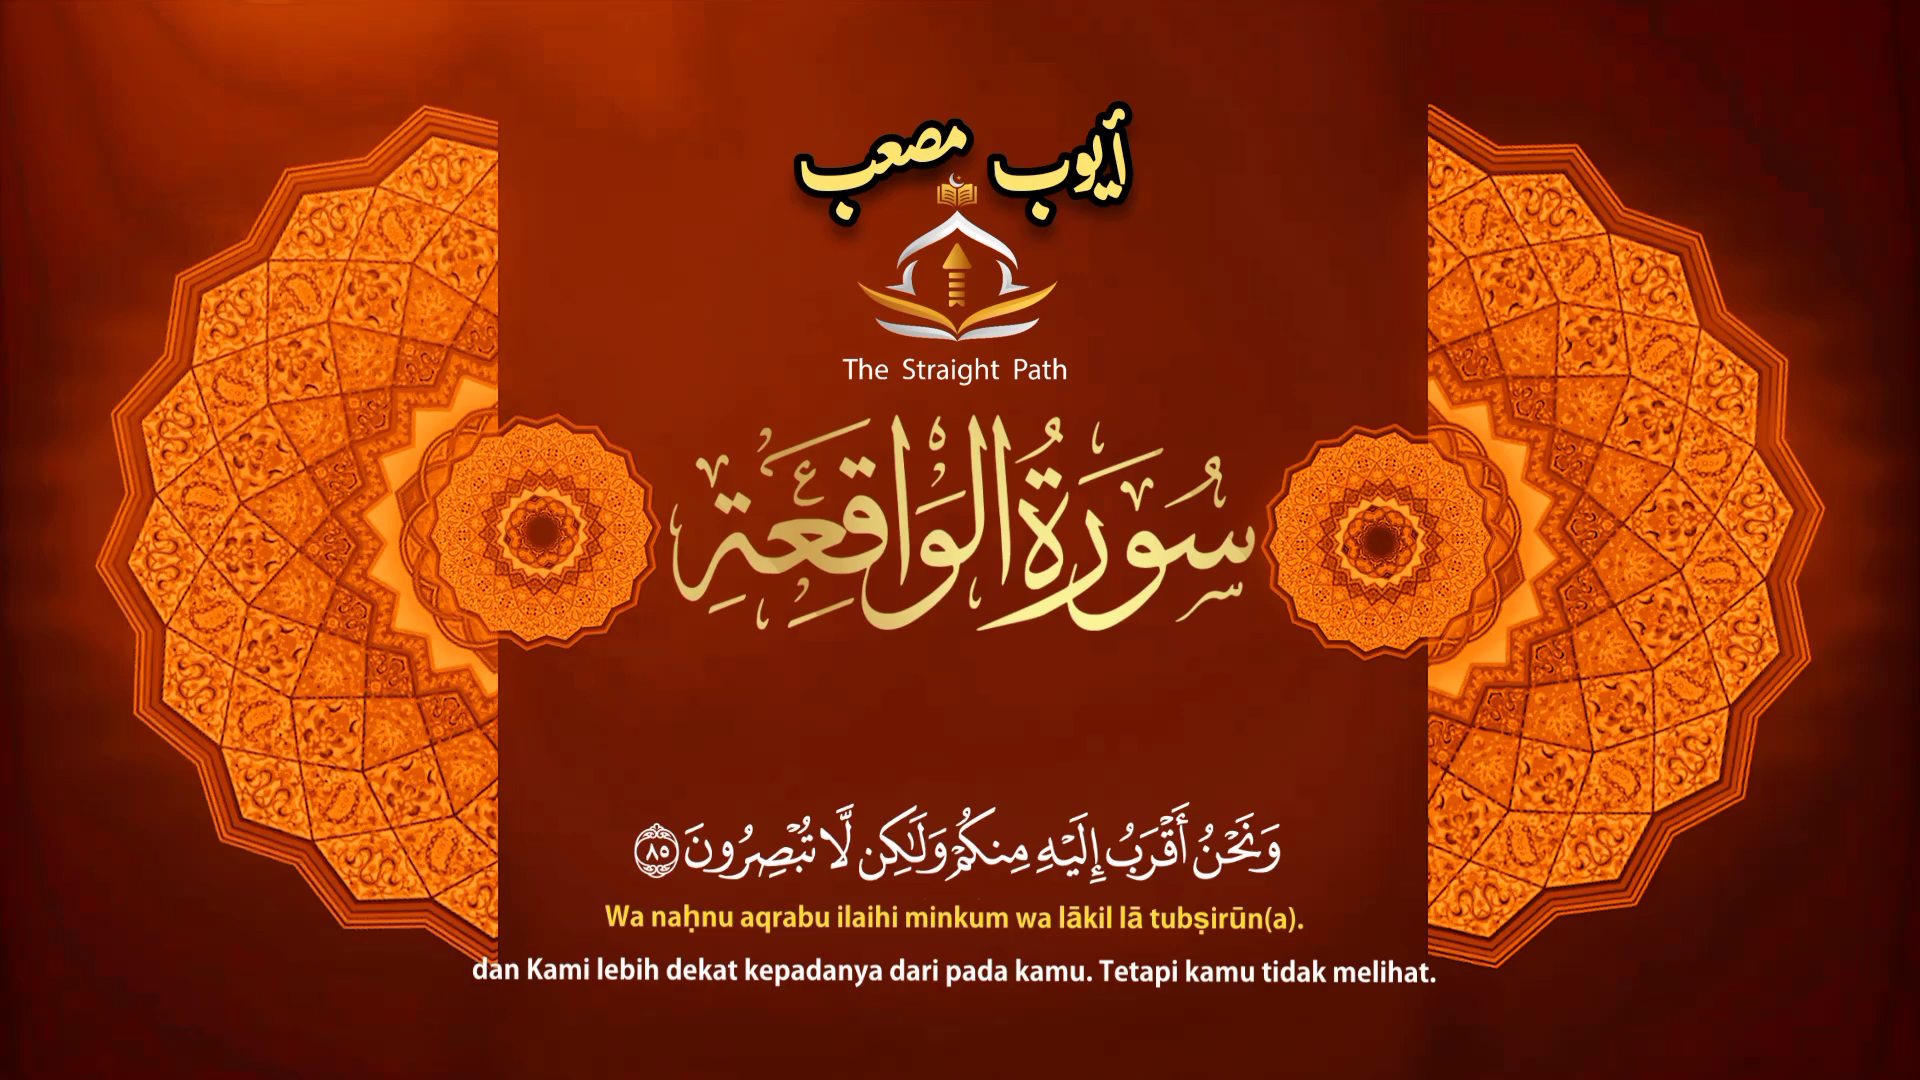 أيوب مصعب
The Straight Path
سُورَةُ الْوَاقِعَةِ
وَنَحْنُ أَقْرَبُ إِلَيْهِ مِنكُمْ وَلَٰكِن لَّا تُبْصِرُونَ ٨٥
Wa naḥnu aqrabu ilaihi minkum wa lākil lā tubṣirūn(a).
dan Kami lebih dekat kepadanya dari pada kamu. Tetapi kamu tidak melihat.